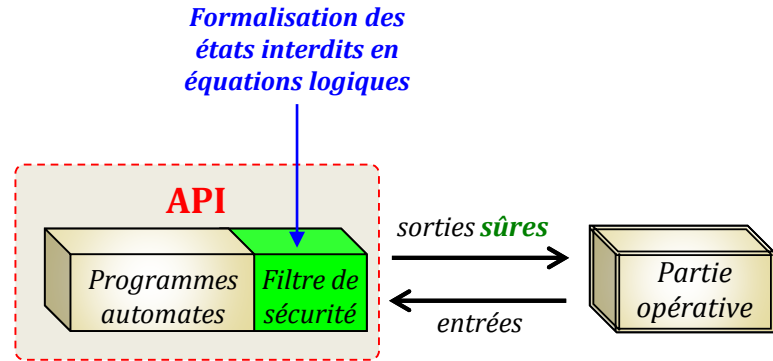 Formalisation des
états interdits en
équations logiques
API
Programmes
automates
Filtre de
sécurité
sorties sûres
entrées
Partie
opérative